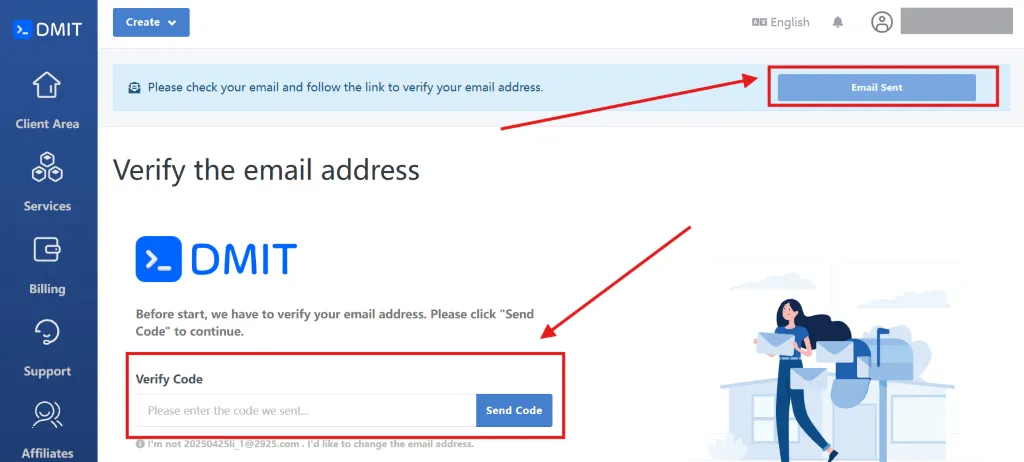 DMIT
Create
English
Please check your email and follow the link to verify your email address.
Email Sent
Client Area
Services
Billing
Support
Affiliates
Verify the email address
DMIT
Before start, we have to verify your email address. Please click "Send
Code" to continue.
Verify Code
Please enter the code we sent...
Send Code
I'm not 20250425li_1@2925.com . I'd like to change the email address.